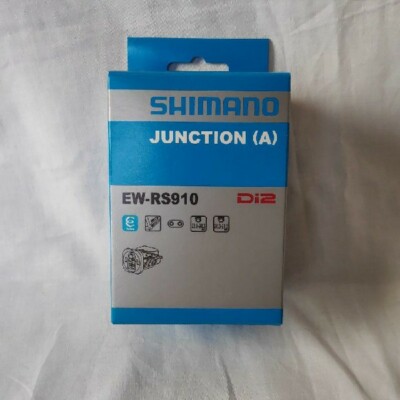 SHIMANO
JUNCTION (A)
EW-RS910 Di2